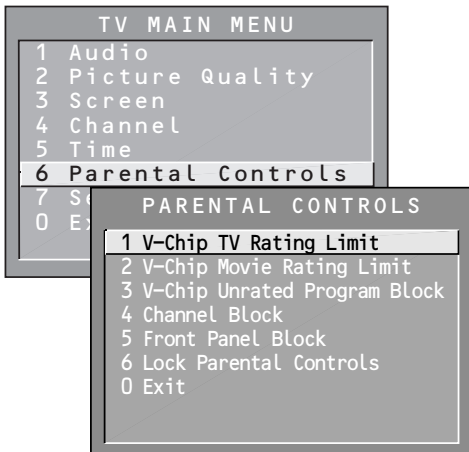 TV MAIN MENU
1 Audio
2 Picture Quality
3 Screen
4 Channel
5 Time
6 Parental Controls
7
0
PARENTAL CONTROLS
1 V-Chip TV Rating Limit
2 V-Chip Movie Rating Limit
3 V-Chip Unrated Program Block
4 Channel Block
5 Front Panel Block
6 Lock Parental Controls
0 Exit